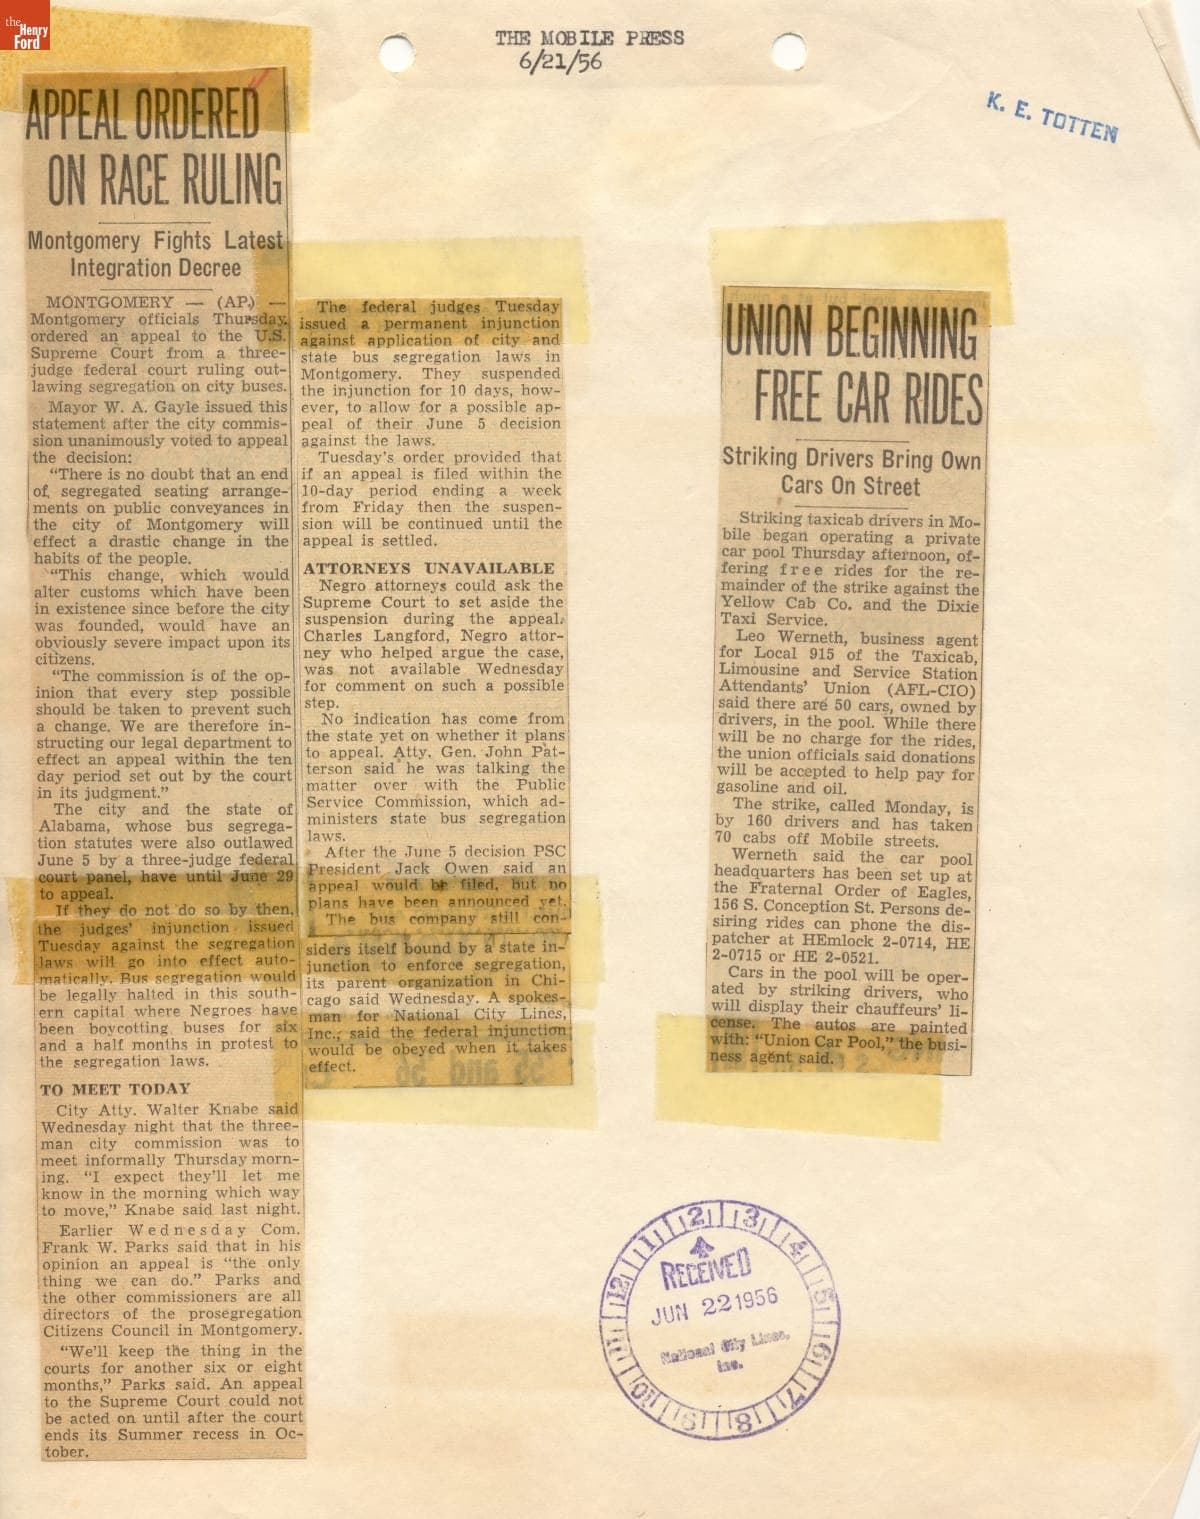 the
Henry
Ford
THE MOBILE PRESS
6/21/56
K. E. TOTTEN
APPEAL ORDERED
ON RACE RULING
Montgomery Fights Latest
Integration Decree
MONTGOMERY — (AP) —
Montgomery officials Thursday
ordered an appeal to the U.S.
Supreme Court from a three-
judge federal court ruling out-
lawing segregation on city buses.
Mayor W. A. Gayle issued this
statement after the city commis-
sion unanimously voted to appeal
the decision:
"There is no doubt that an end
of segregated seating arrange-
ments on public conveyances in
the city of Montgomery will
effect a drastic change in the
habits of the people.
"This change, which would
alter customs which have been
in existence since before the city
was founded, would have an
obviously severe impact upon its
citizens.
"The commission is of the op-
inion that every step possible
should be taken to prevent such
a change. We are therefore in-
structing our legal department to
effect an appeal within the ten
day period set out by the court
in its judgment."
The city and the state of
Alabama, whose bus segrega-
tion statutes were also outlawed
June 5 by a three-judge federal
court panel, have until June 29
to appeal.
If they do not do so by then,
the judges' injunction issued
Tuesday against the segregation
laws will go into effect auto-
matically. Bus segregation would
be legally halted in this south-
ern capital where Negroes have
been boycotting buses for six
and a half months in protest to
the segregation laws.
TO MEET TODAY
City Atty. Walter Knabe said
Wednesday night that the three-
man city commission was to
meet informally Thursday morn-
ing. "I expect they'll let me
know in the morning which way
to move," Knabe said last night.
Earlier Wednesday Com.
Frank W. Parks said that in his
opinion an appeal is "the only
thing we can do." Parks and
the other commissioners are all
directors of the prosegregation
Citizens Council in Montgomery.
"We'll keep the thing in the
courts for another six or eight
months," Parks said. An appeal
to the Supreme Court could not
be acted on until after the court
ends its Summer recess in Oc-
tober.
The federal judges Tuesday
issued a permanent injunction
against application of city and
state bus segregation laws in
Montgomery. They suspended
the injunction for 10 days, how-
ever, to allow for a possible ap-
peal of their June 5 decision
against the laws.
Tuesday's order provided that
if an appeal is filed within the
10-day period ending a week
from Friday then the suspen-
sion will be continued until the
appeal is settled.
ATTORNEYS UNAVAILABLE
Negro attorneys could ask the
Supreme Court to set aside the
suspension during the appeal.
Charles Langford, Negro attor-
ney who helped argue the case,
was not available Wednesday
for comment on such a possible
step.
No indication has come from
the state yet on whether it plans
to appeal. Atty. Gen. John Pat-
terson said he was talking the
matter over with the Public
Service Commission, which ad-
ministers state bus segregation
laws.
After the June 5 decision PSC
President Jack Owen said an
appeal would be filed, but no
plans have been announced yet.
The bus company still con-
siders itself bound by a state in-
junction to enforce segregation,
its parent organization in Chi-
cago said Wednesday. A spokes-
man for National City Lines,
Inc., said the federal injunction
would be obeyed when it takes
effect.
UNION BEGINNING
FREE CAR RIDES
Striking Drivers Bring Own
Cars On Street
Striking taxicab drivers in Mo-
bile began operating a private
car pool Thursday afternoon, of-
fering free rides for the re-
mainder of the strike against the
Yellow Cab Co. and the Dixie
Taxi Service.
Leo Werneth, business agent
for Local 915 of the Taxicab,
Limousine and Service Station
Attendants' Union (AFL-CIO)
said there are 50 cars, owned by
drivers, in the pool. While there
will be no charge for the rides,
the union officials said donations
will be accepted to help pay for
gasoline and oil.
The strike, called Monday, is
by 160 drivers and has taken
70 cabs off Mobile streets.
Werneth said the car pool
headquarters has been set up at
the Fraternal Order of Eagles,
156 S. Conception St. Persons de-
siring rides can phone the dis-
patcher at HEmlock 2-0714, HE
2-0715 or HE 2-0521.
Cars in the pool will be oper-
ated by striking drivers, who
will display their chauffeurs' li-
cense. The autos are painted
with: "Union Car Pool," the busi-
ness agent said.
1 2 3 4 5 6 7 8 9 10 11 12
RECEIVED
JUN 22 1956
National City Lines,
Inc.